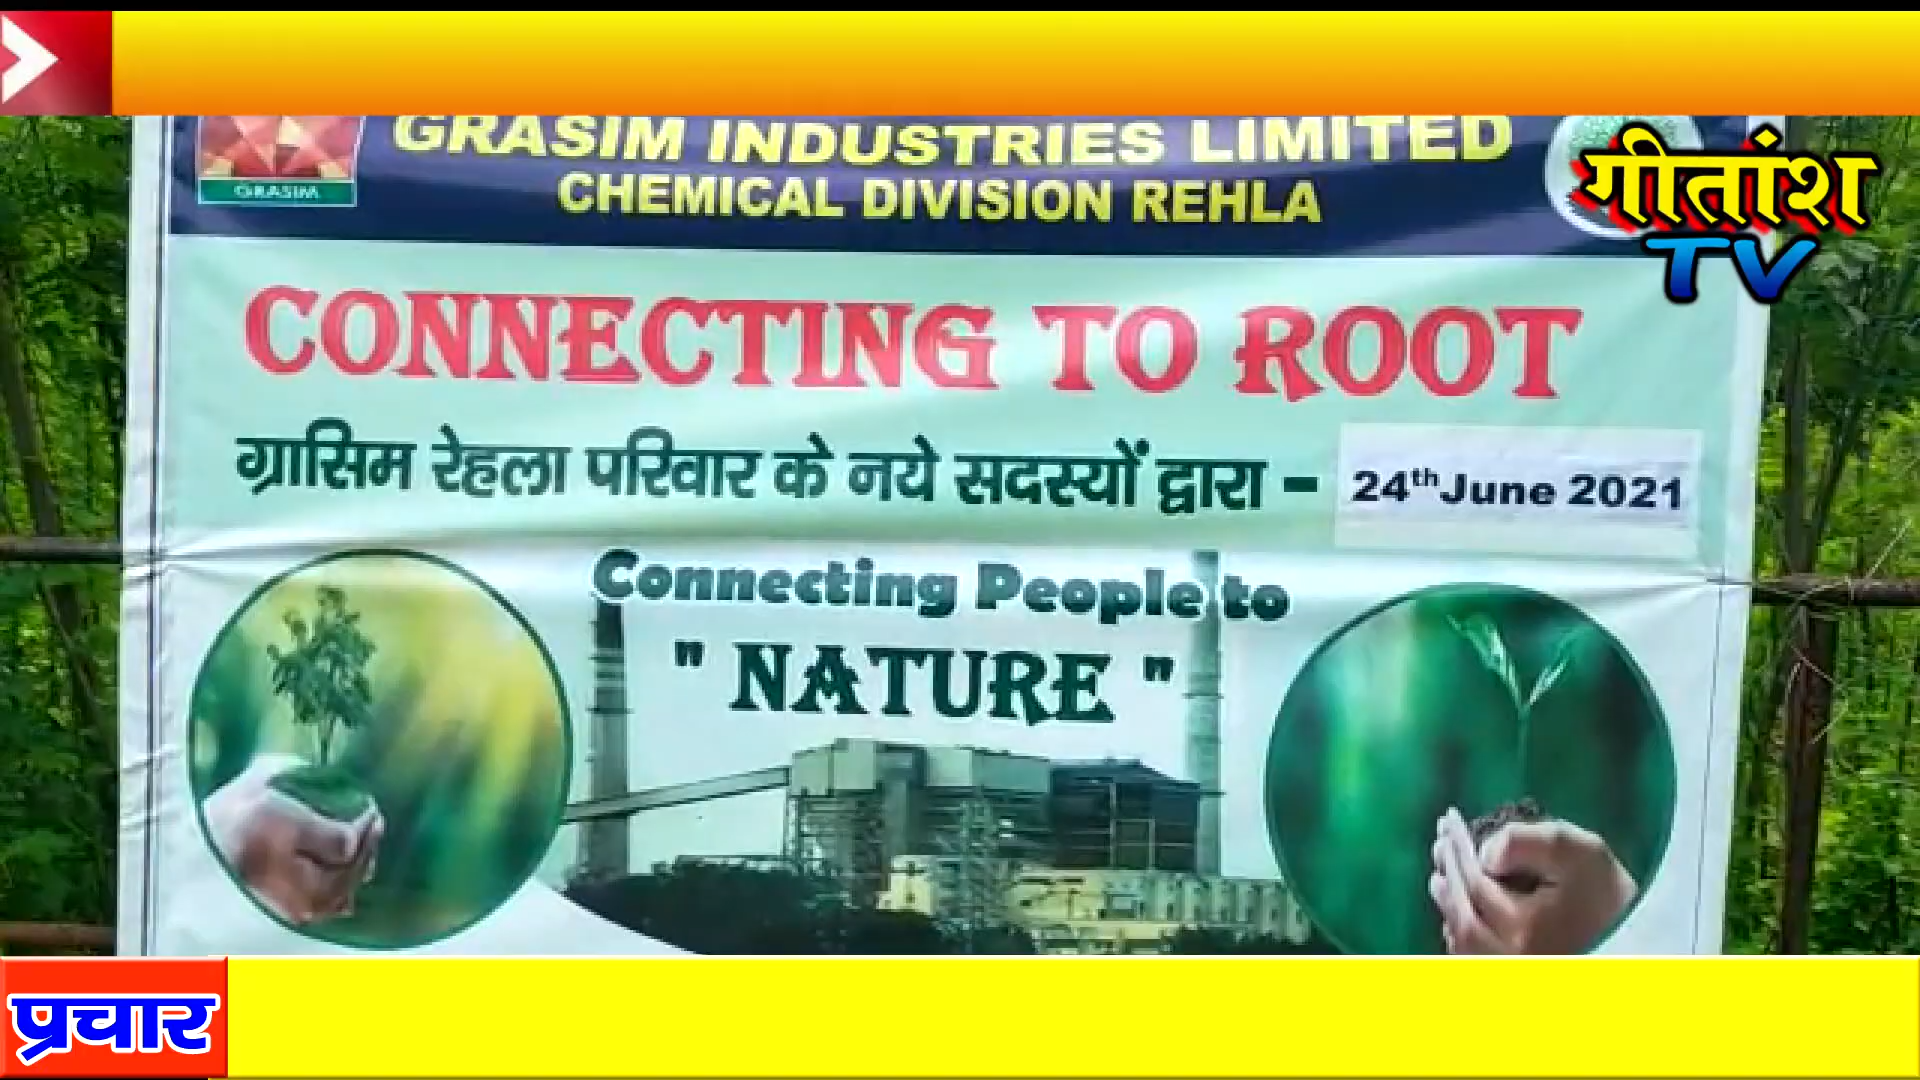 GRASIM INDUSTRIES LIMITED
CHEMICAL DIVISION REHLA
GRASIM
गीतांश
TV
CONNECTING TO ROOT
ग्रासिम रेहला परिवार के नये सदस्यों द्वारा - 24th June 2021
Connecting People to
" NATURE "
प्रचार